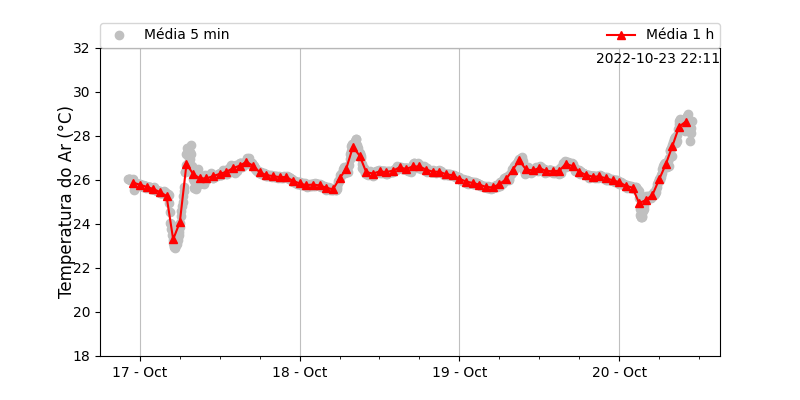 Média 5 min
Média 1 h
2022-10-23 22:11
Temperatura do Ar (°C)
32
30
28
26
24
22
20
18
17 - Oct
18 - Oct
19 - Oct
20 - Oct